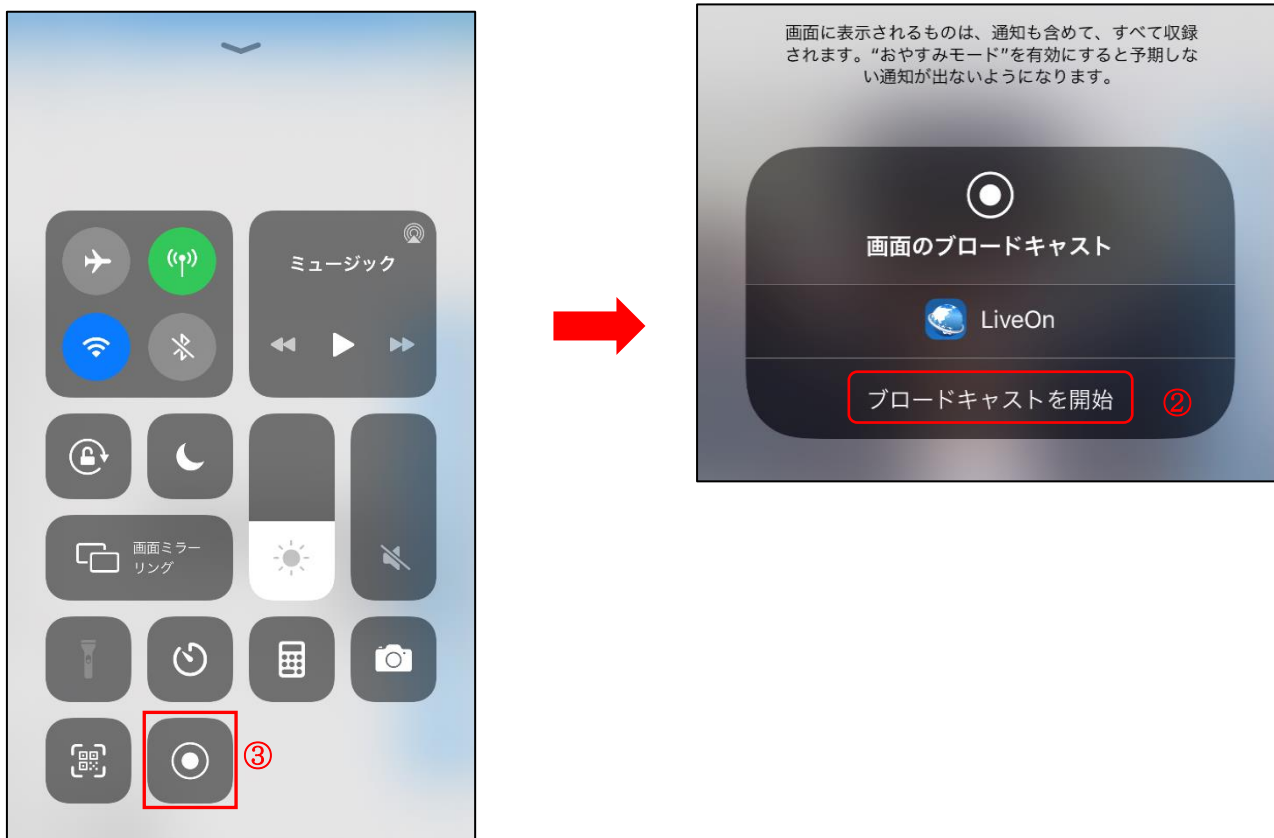 ミュージック
画面ミラー
リング
③
画面に表示されるものは、通知も含めて、すべて収録
されます。“おやすみモード”を有効にすると予期しな
い通知が出ないようになります。
画面のブロードキャスト
LiveOn
ブロードキャストを開始
②